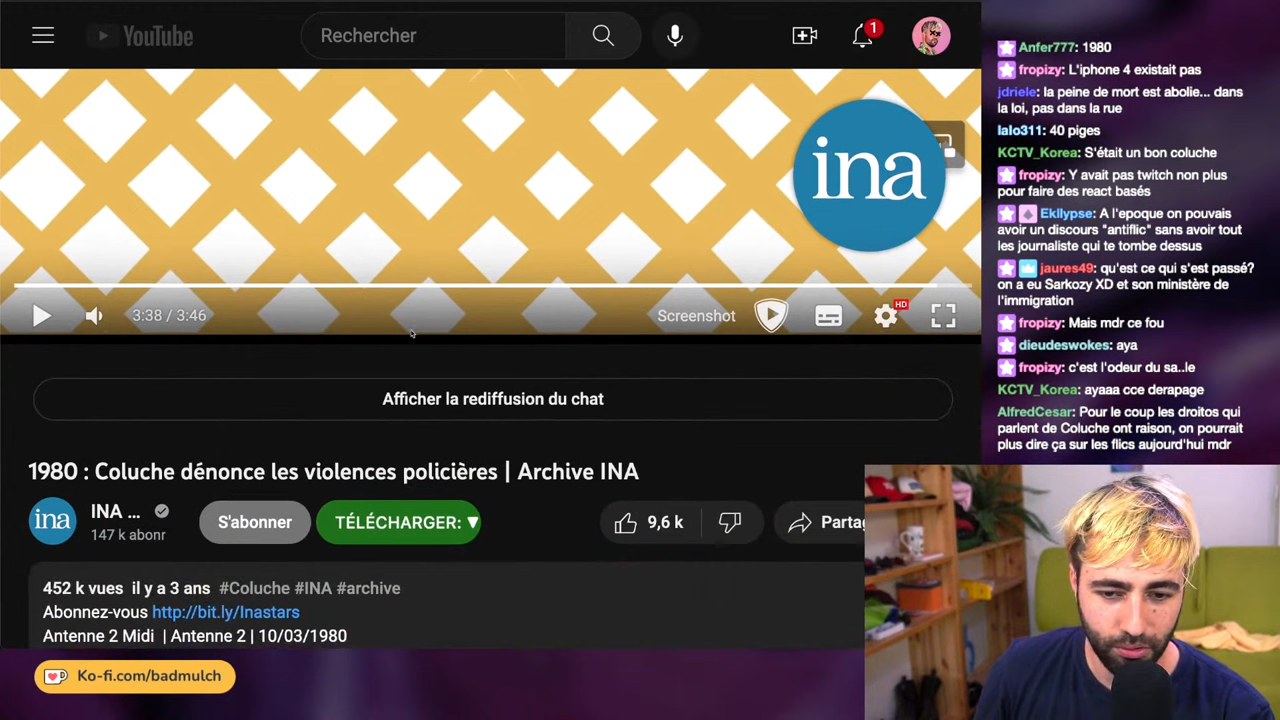 YouTube
Rechercher
1
ina
3:38 / 3:46
Screenshot
HD
Afficher la rediffusion du chat
1980 : Coluche dénonce les violences policières | Archive INA
ina
INA ...
147 k abonr
S'abonner
TÉLÉCHARGER: ▼
9,6 k
Partag
452 k vues il y a 3 ans #Coluche #INA #archive
Abonnez-vous http://bit.ly/Inastars
Antenne 2 Midi | Antenne 2 | 10/03/1980
Ko-fi.com/badmulch
Anfer777: 1980
fropizy: L'iphone 4 existait pas
jdriele: la peine de mort est abolie... dans
la loi, pas dans la rue
lalo311: 40 piges
KCTV_Korea: S'était un bon coluche
fropizy: Y avait pas twitch non plus
pour faire des react basés
Ekllypse: A l'epoque on pouvais
avoir un discours "antiflic" sans avoir tout
les journaliste qui te tombe dessus
jaures49: qu'est ce qui s'est passé?
on a eu Sarkozy XD et son ministère de
l'immigration
fropizy: Mais mdr ce fou
dieudeswokes: aya
fropizy: c'est l'odeur du sa..le
KCTV_Korea: ayaaa cce derapage
AlfredCesar: Pour le coup les droitos qui
parlent de Coluche ont raison, on pourrait
plus dire ça sur les flics aujourd'hui mdr